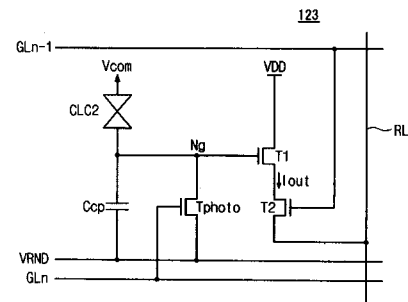 123
GLn-1
Vcom
VDD
CLC2
RL
Ng
T1
Iout
Ccp
Tphoto
T2
VRND
GLn